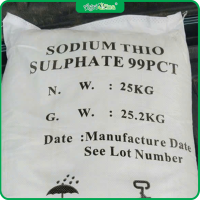 SODIUM THIO
SULPHATE 99PCT
N. W. : 25KG
G. W. : 25.2KG
Date : Manufacture Date
See Lot Number